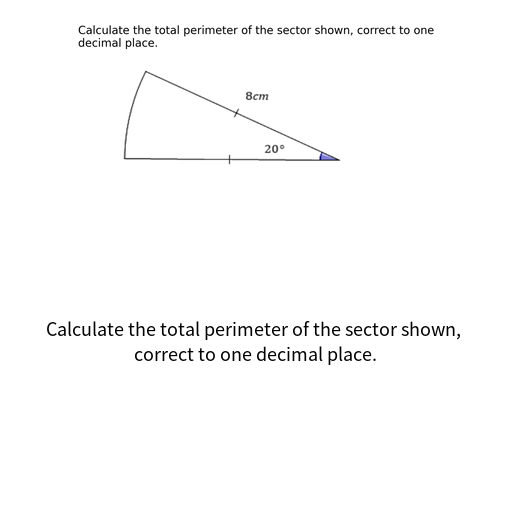 Calculate the total perimeter of the sector shown, correct to one
decimal place.
8cm
20°
Calculate the total perimeter of the sector shown,
correct to one decimal place.